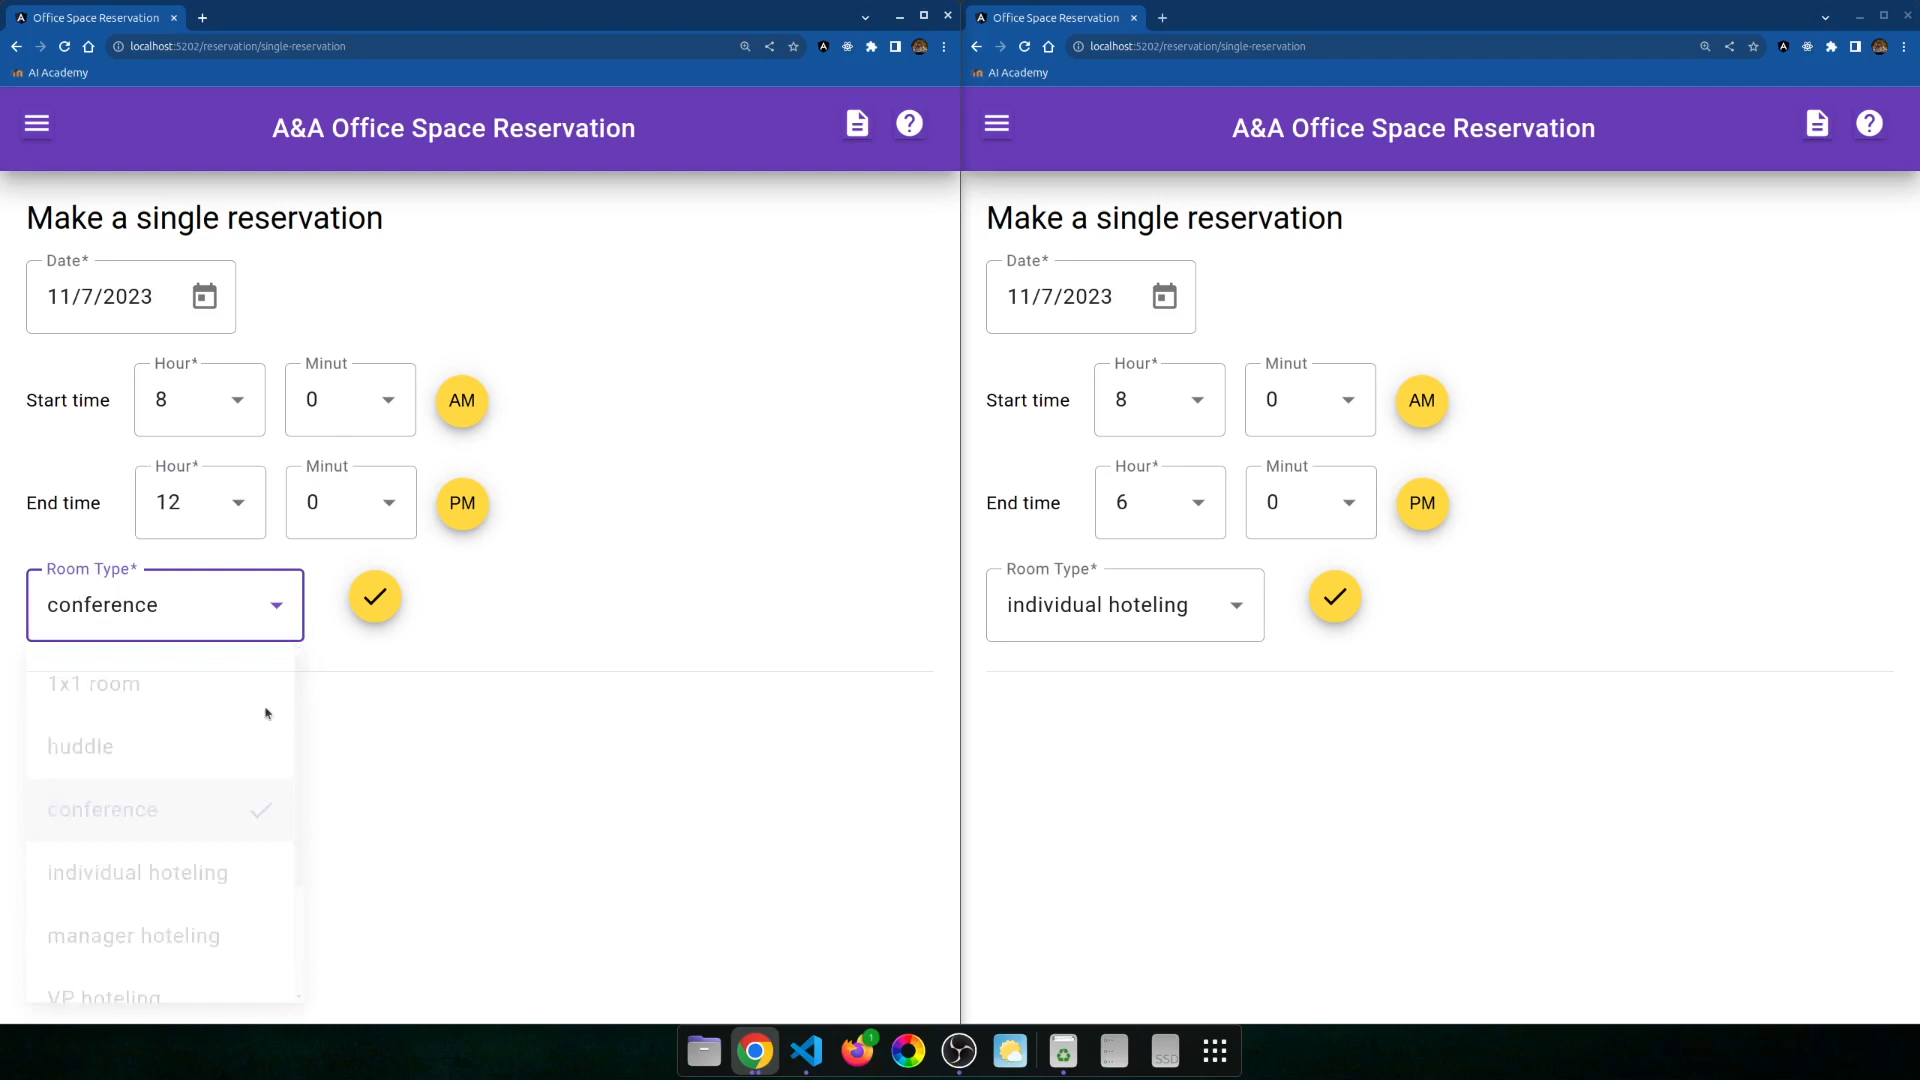 Office Space Reservation
localhost:5202/reservation/single-reservation
AI Academy
A&A Office Space Reservation
Make a single reservation
Date*
11/7/2023
Hour*
Minut
Start time
8
0
AM
Hour*
Minut
End time
12
0
PM
Room Type*
conference
1x1 room
huddle
conference
individual hoteling
manager hoteling
VP hoteling
Office Space Reservation
localhost:5202/reservation/single-reservation
AI Academy
A&A Office Space Reservation
Make a single reservation
Date*
11/7/2023
Hour*
Minut
Start time
8
0
AM
Hour*
Minut
End time
6
0
PM
Room Type*
individual hoteling
1
SSD